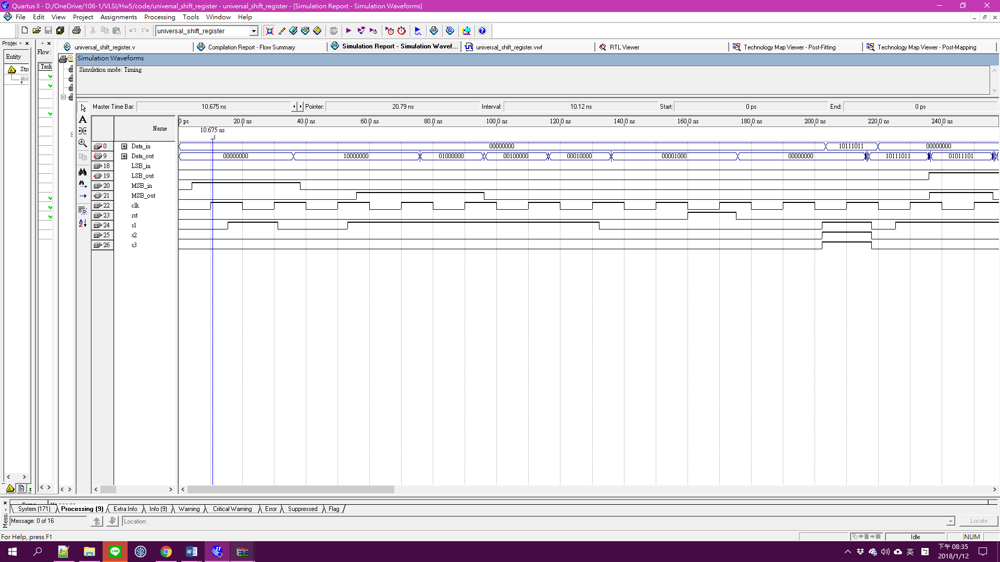 Quartus II - D:/OneDrive/106-1/VLSI/Hw5/code/universal_shift_register - universal_shift_register - [Simulation Report - Simulation Waveforms]
File Edit View Project Assignments Processing Tools Window Help
universal_shift_register
Entity
Flow:
Task
universal_shift_register.v
Compilation Report - Flow Summary
Simulation Report - Simulation Wavef...
universal_shift_register.vwf
RTL Viewer
Technology Map Viewer - Post-Fitting
Technology Map Viewer - Post-Mapping
Simulation Waveforms
Simulation mode: Timing
Master Time Bar: 10.675 ns Pointer: 20.79 ns Interval: 10.12 ns Start: 0 ps End: 0 ps
Name
0 ps 20.0 ns 40.0 ns 60.0 ns 80.0 ns 100.0 ns 120.0 ns 140.0 ns 160.0 ns 180.0 ns 200.0 ns 220.0 ns 240.0 ns
10.675 ns
0 Data_in 00000000 10111011 00000000
9 Data_out 00000000 10000000 01000000 00100000 00010000 00001000 00000000 10111011 01011101
18 LSB_in
19 LSB_out
20 MSB_in
21 MSB_out
22 clk
23 rst
24 s1
25 s2
26 s3
System (171) Processing (9) Extra Info Info (9) Warning Critical Warning Error Suppressed Flag
Message: 0 of 16
Location:
Locate
For Help, press F1
Idle
NUM
英
下午 08:35
2018/1/12